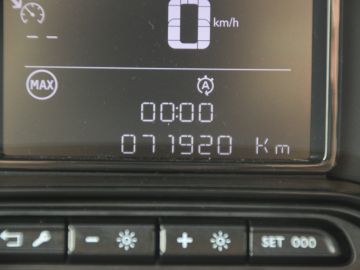 0 km/h
-- --
MAX A
00:00
071920 Km
- + SET 000